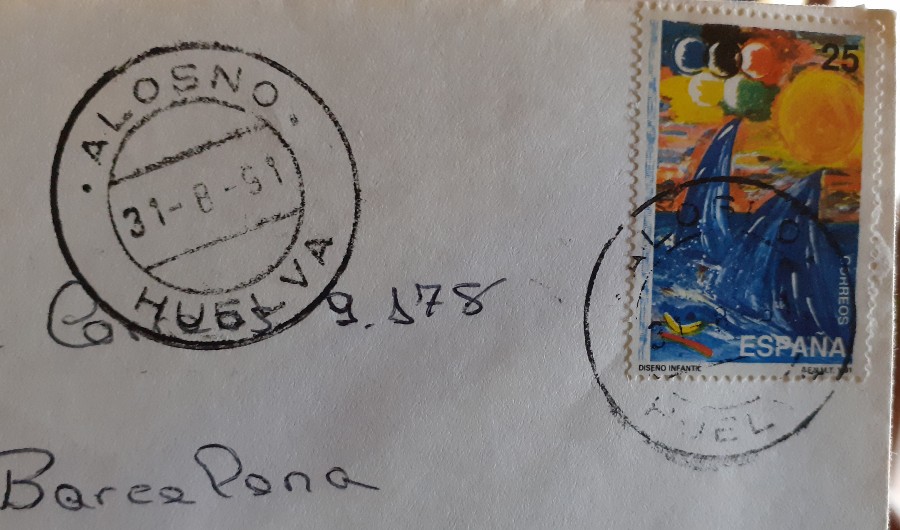 ALOSNO
31-8-91
HUELVA
25
CORREOS
ESPAÑA
DISEÑO INFANTIL
9.178
Barcelona